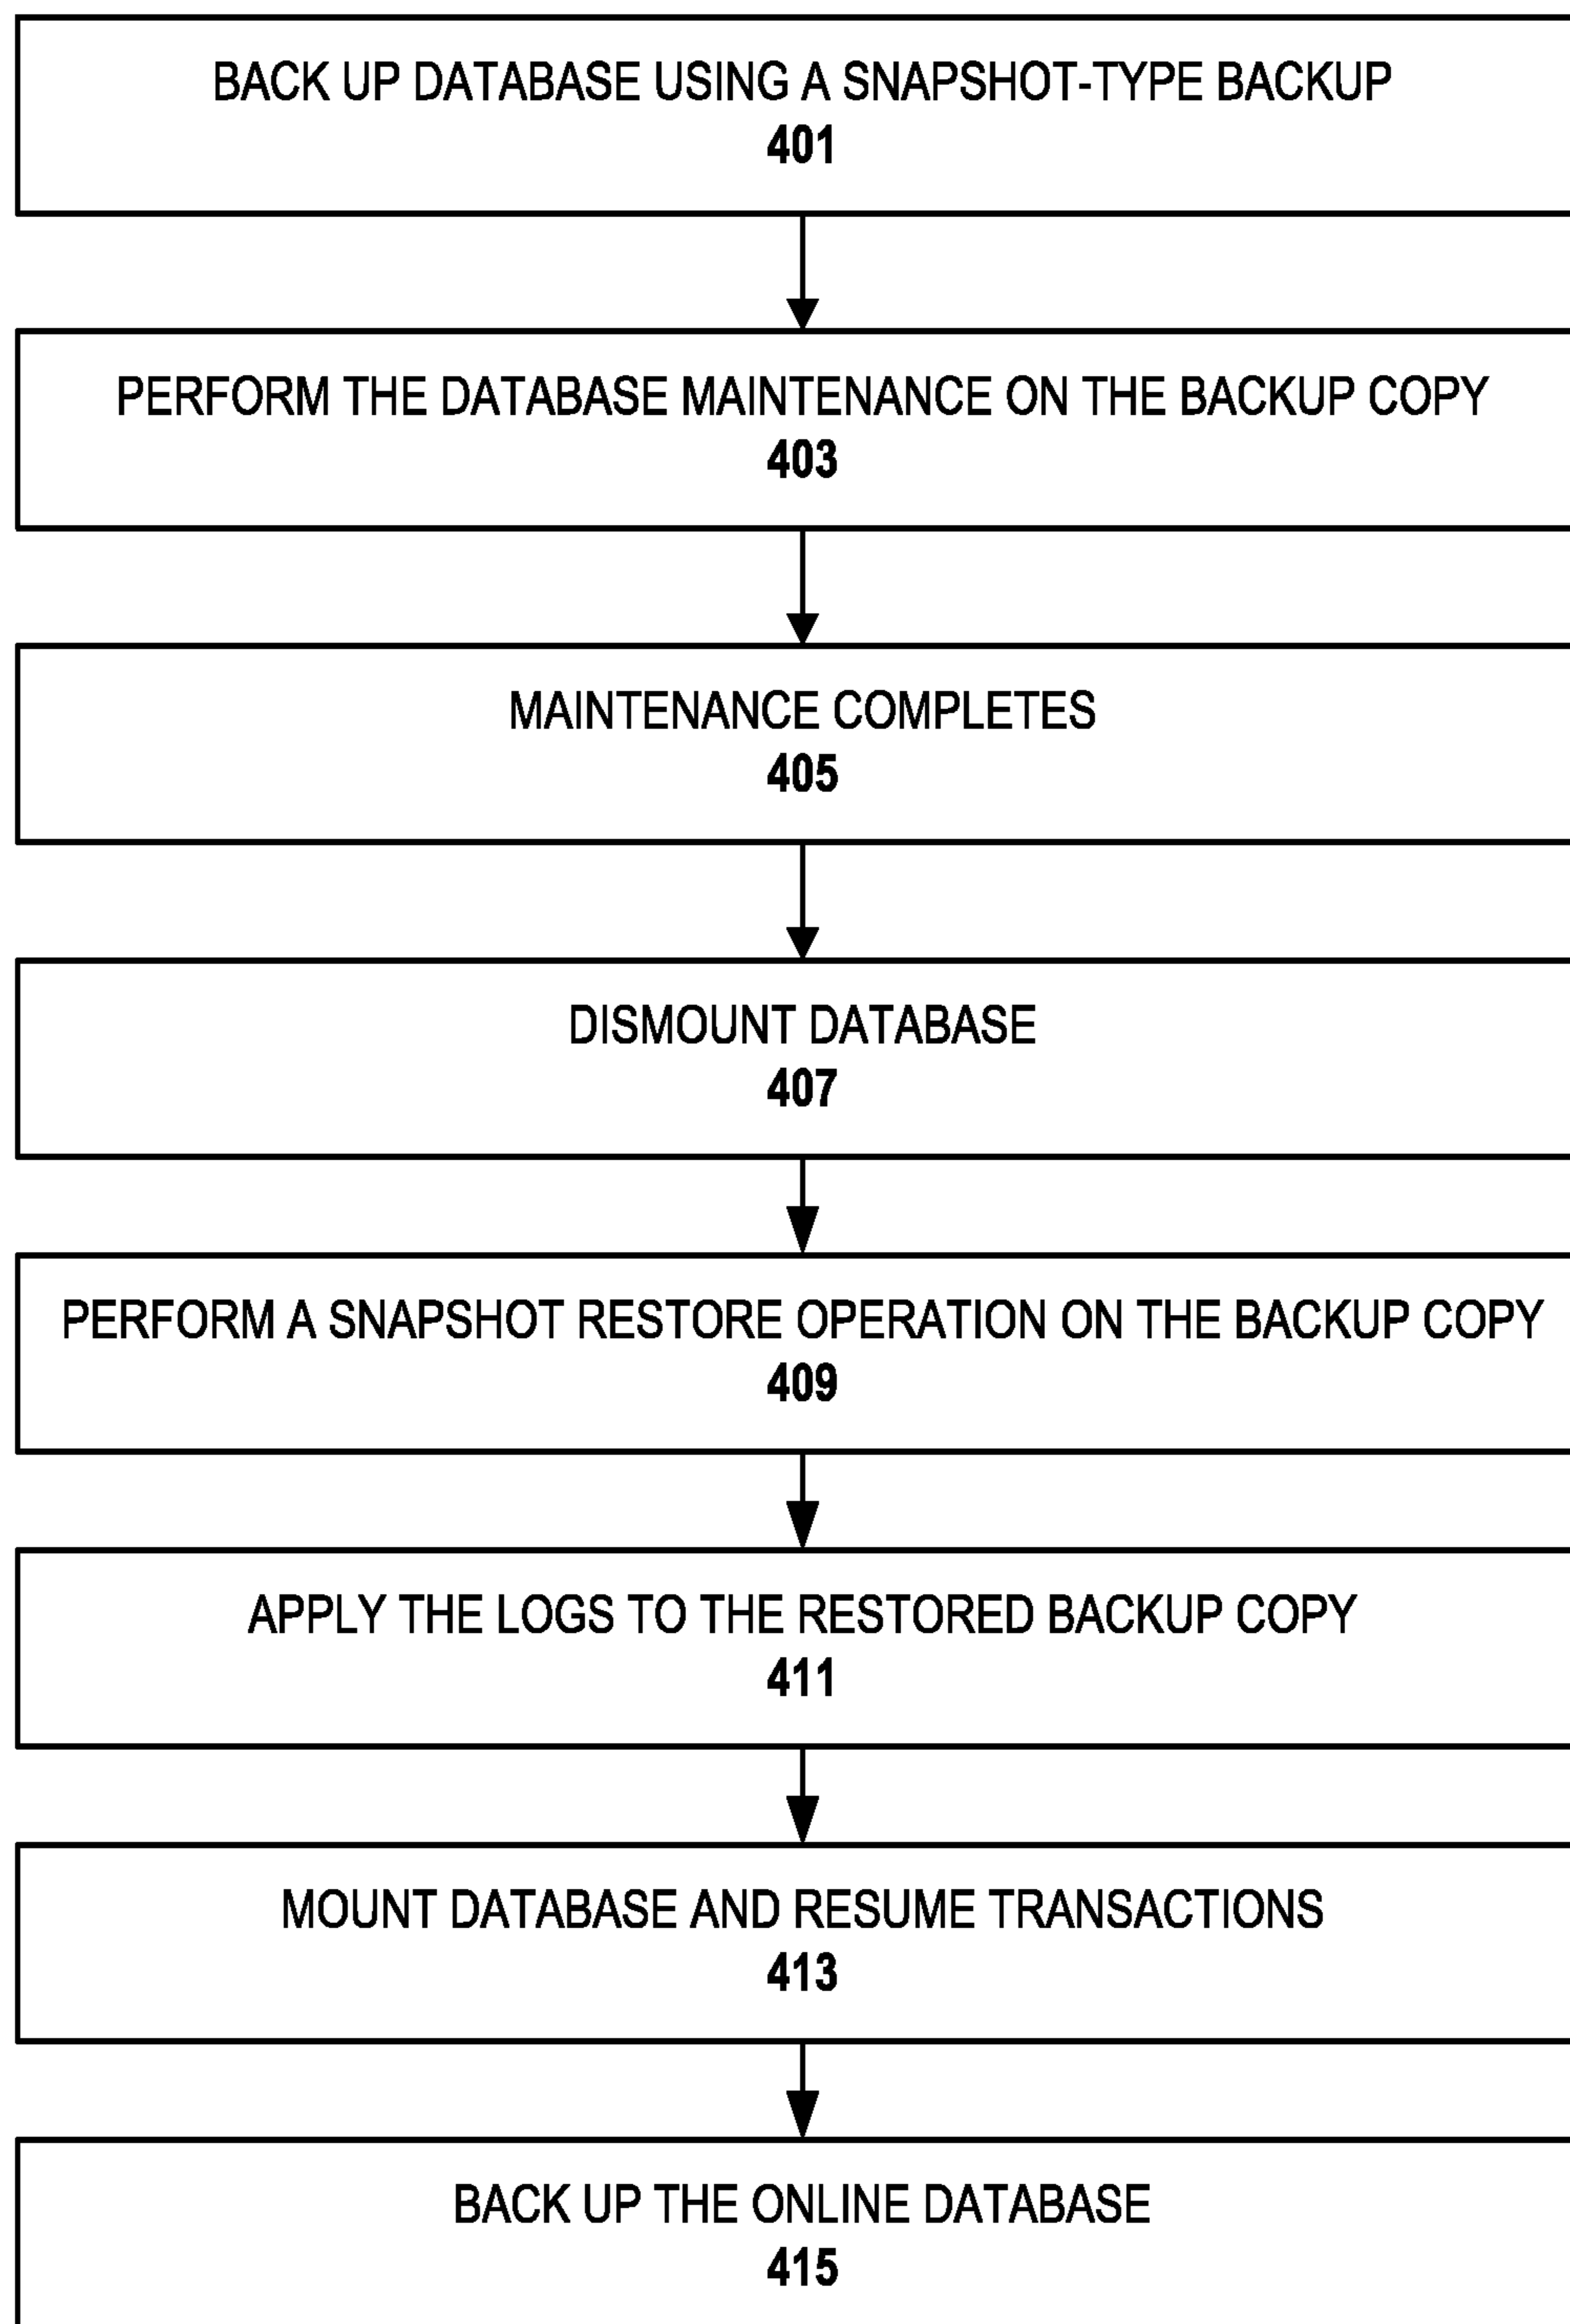 BACK UP DATABASE USING A SNAPSHOT-TYPE BACKUP
401
PERFORM THE DATABASE MAINTENANCE ON THE BACKUP COPY
403
MAINTENANCE COMPLETES
405
DISMOUNT DATABASE
407
PERFORM A SNAPSHOT RESTORE OPERATION ON THE BACKUP COPY
409
APPLY THE LOGS TO THE RESTORED BACKUP COPY
411
MOUNT DATABASE AND RESUME TRANSACTIONS
413
BACK UP THE ONLINE DATABASE
415